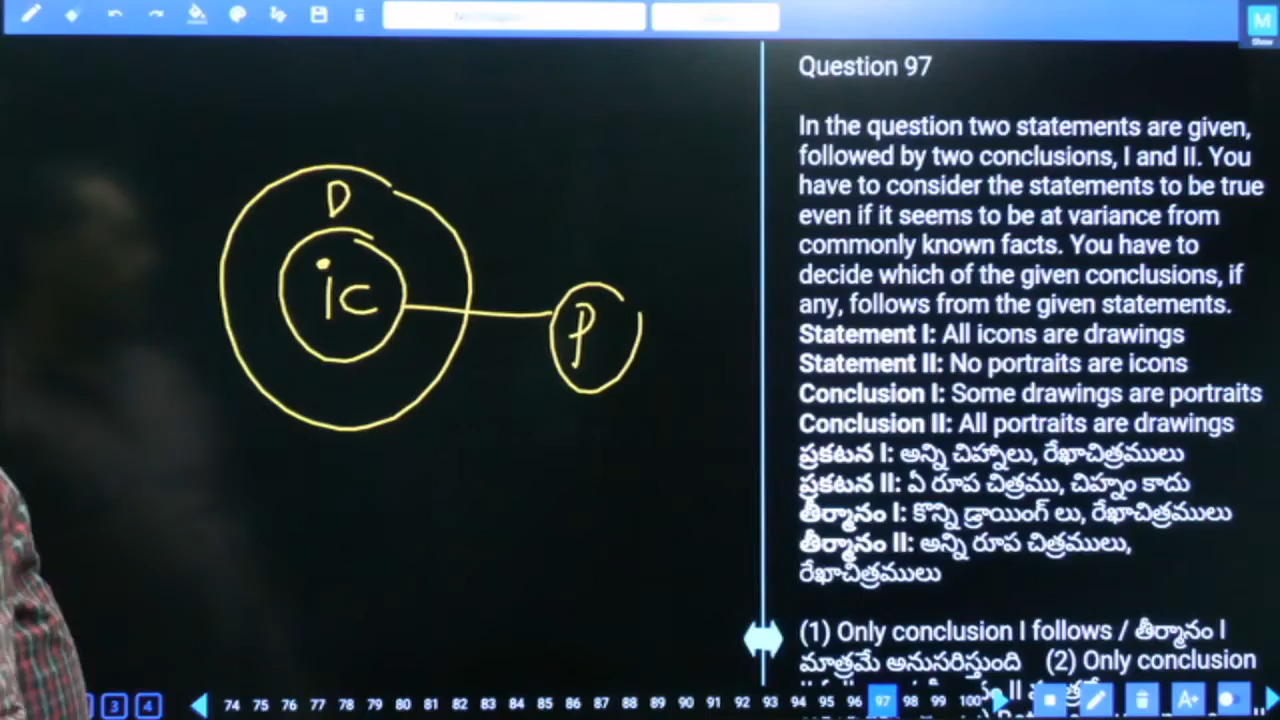 M
Show
Question 97
In the question two statements are given,
followed by two conclusions, I and II. You
have to consider the statements to be true
even if it seems to be at variance from
commonly known facts. You have to
decide which of the given conclusions, if
any, follows from the given statements.
Statement I: All icons are drawings
Statement II: No portraits are icons
Conclusion I: Some drawings are portraits
Conclusion II: All portraits are drawings
ప్రకటన I: అన్ని చిహ్నాలు, రేఖాచిత్రములు
ప్రకటన II: ఏ రూప చిత్రము, చిహ్నం కాదు
తీర్మానం I: కొన్ని డ్రాయింగ్ లు, రేఖాచిత్రములు
తీర్మానం II: అన్ని రూప చిత్రములు,
రేఖాచిత్రములు
(1) Only conclusion I follows / తీర్మానం I
మాత్రమే అనుసరిస్తుంది (2) Only conclusion
D
ic
P
3 4 74 75 76 77 78 79 80 81 82 83 84 85 86 87 88 89 90 91 92 93 94 95 96 97 98 99 100 A+